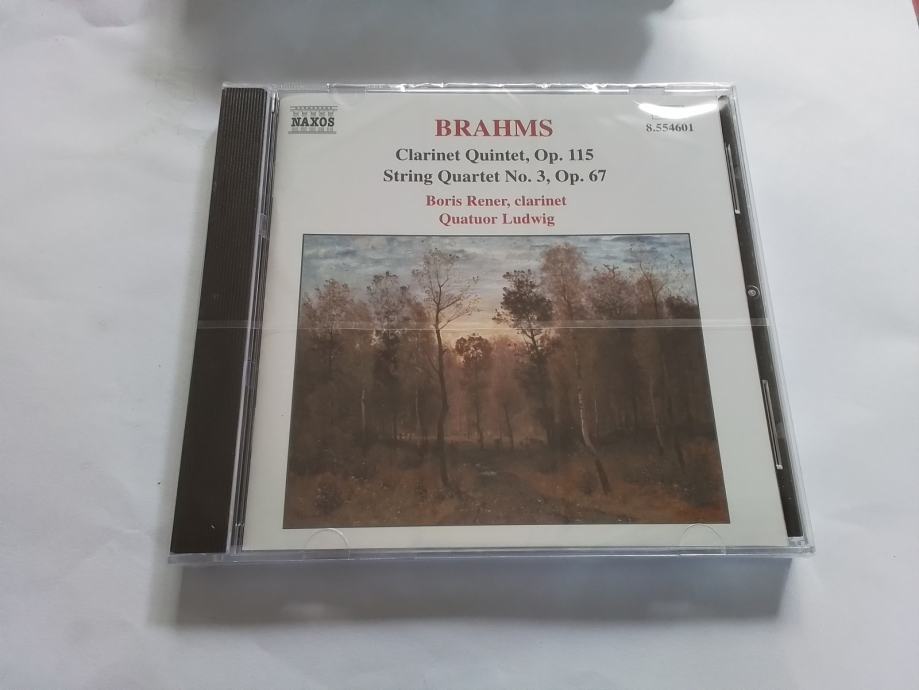 NAXOS
8.554601
BRAHMS
Clarinet Quintet, Op. 115
String Quartet No. 3, Op. 67
Boris Rener, clarinet
Quatuor Ludwig